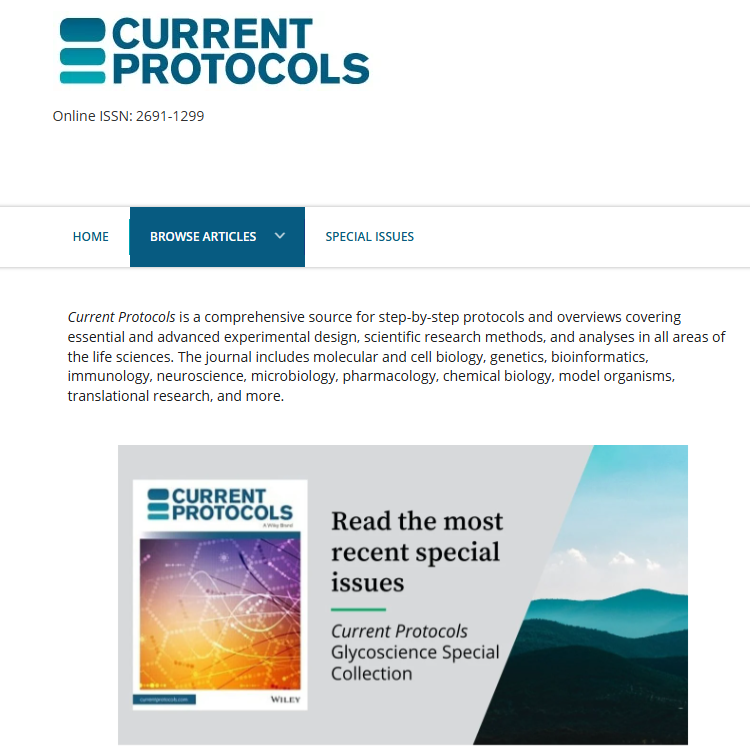 CURRENT
PROTOCOLS
Online ISSN: 2691-1299
HOME
BROWSE ARTICLES
SPECIAL ISSUES
Current Protocols is a comprehensive source for step-by-step protocols and overviews covering
essential and advanced experimental design, scientific research methods, and analyses in all areas of
the life sciences. The journal includes molecular and cell biology, genetics, bioinformatics,
immunology, neuroscience, microbiology, pharmacology, chemical biology, model organisms,
translational research, and more.
CURRENT
PROTOCOLS
A Wiley Brand
currentprotocols.com
WILEY
Read the most
recent special
issues
Current Protocols
Glycoscience Special
Collection